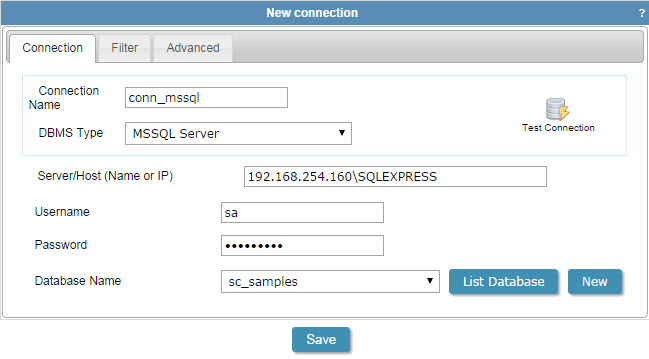 New connection ?
Connection Filter Advanced
Connection
Name conn_mssql
DBMS Type MSSQL Server
Test Connection
Server/Host (Name or IP) 192.168.254.160\SQLEXPRESS
Username sa
Password •••••••••
Database Name sc_samples List Database New
Save